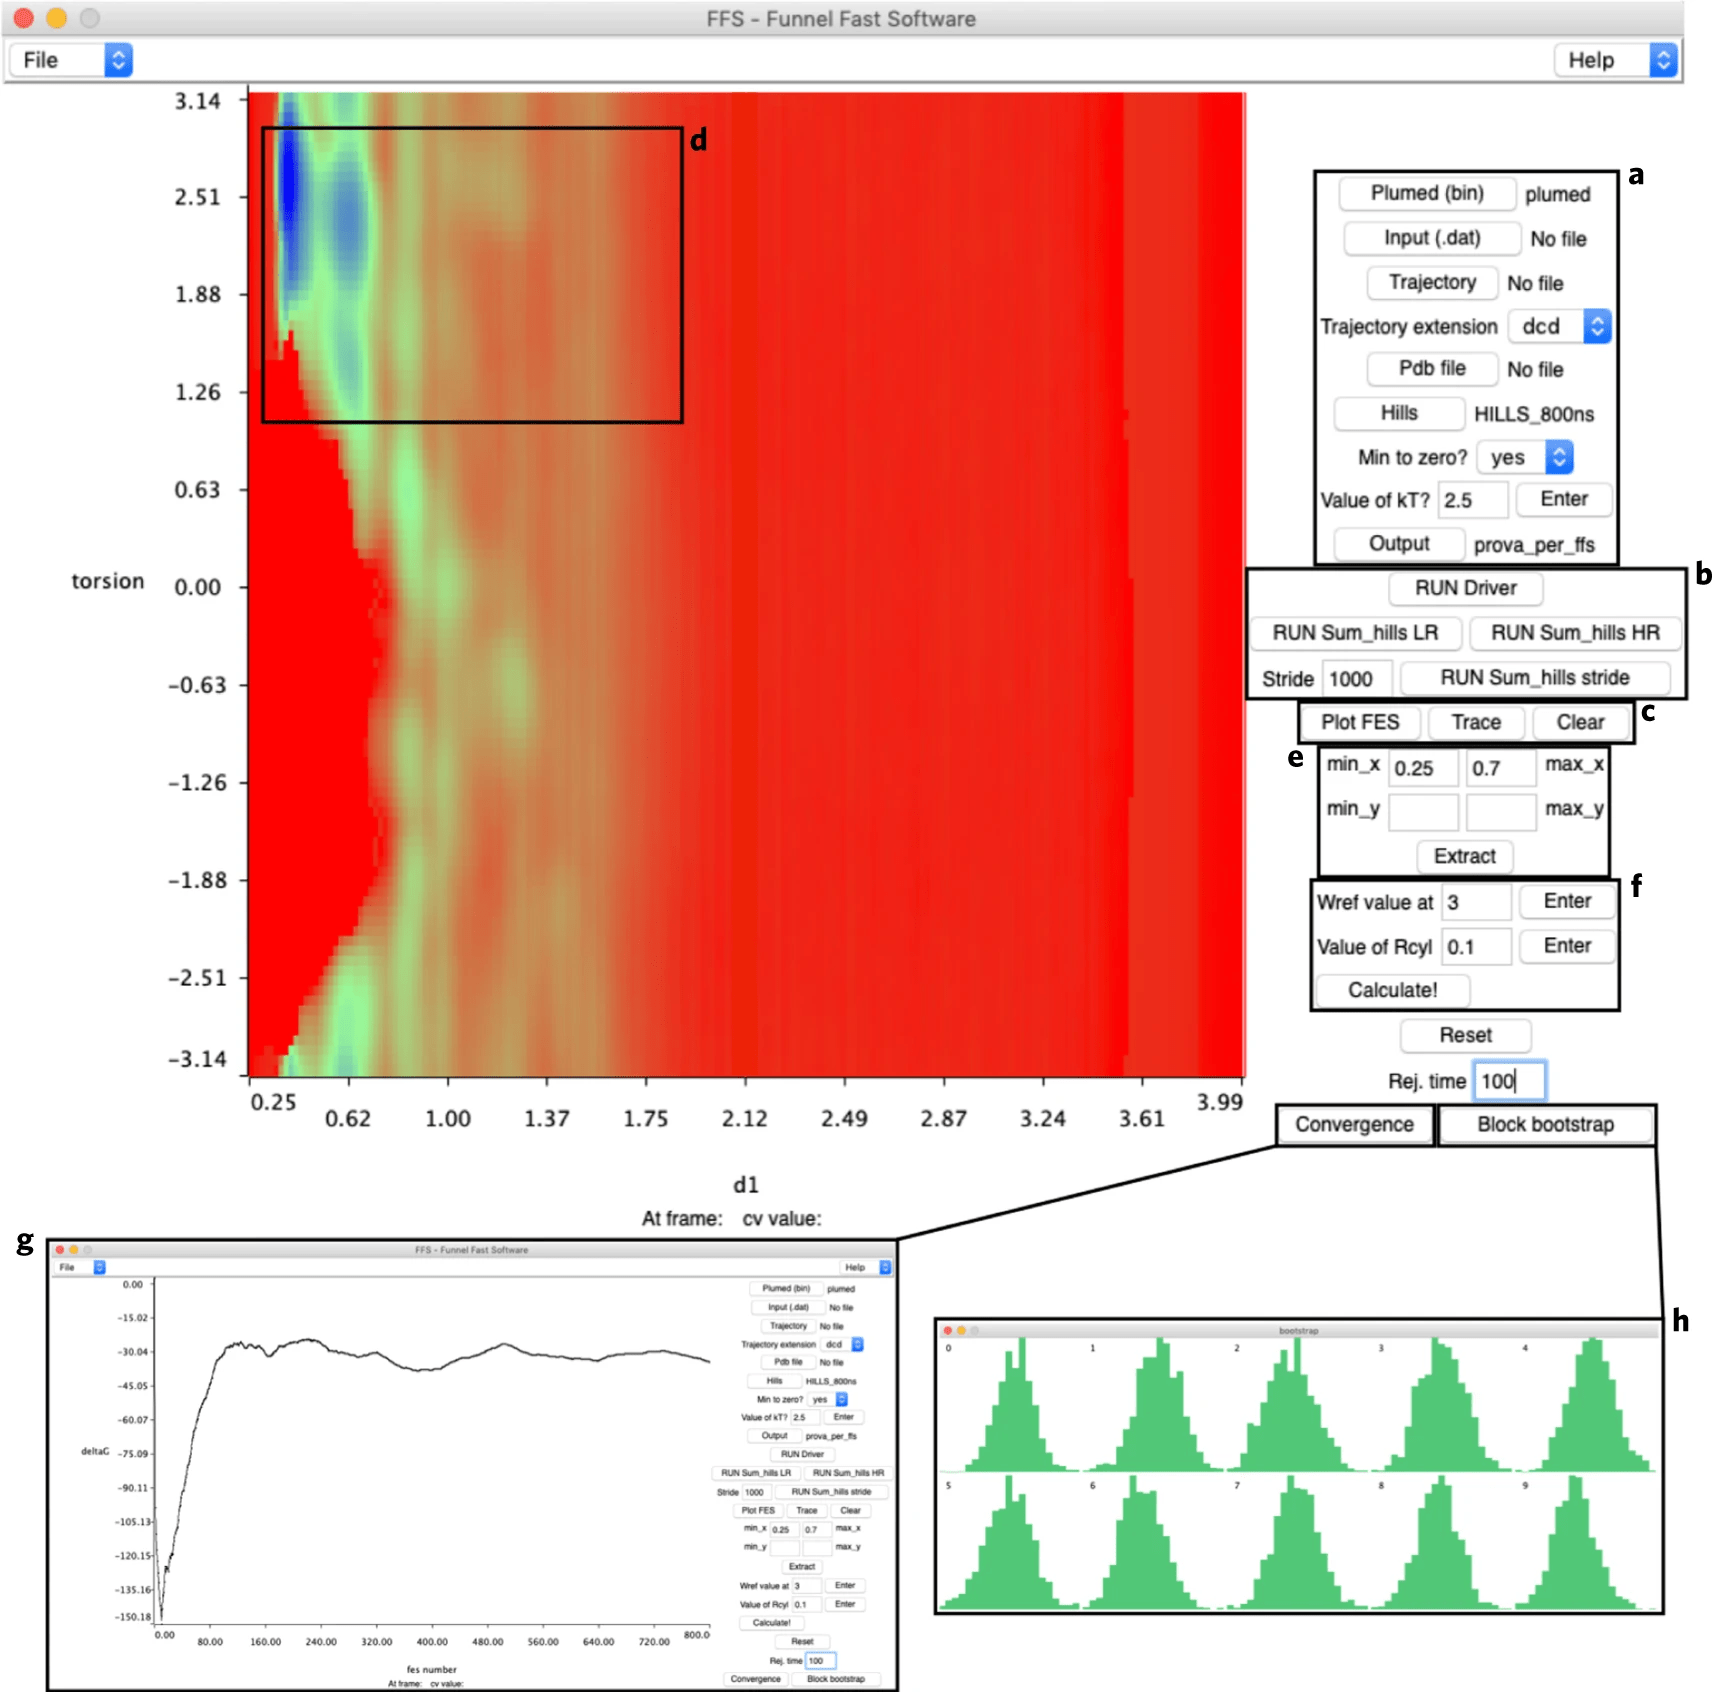 FFS - Funnel Fast Software
File
Help
3.14
2.51
1.88
1.26
0.63
0.00
-0.63
-1.26
-1.88
-2.51
-3.14
torsion
d
0.25
0.62
1.00
1.37
1.75
2.12
2.49
2.87
3.24
3.61
3.99
d1
At frame: cv value:
a
Plumed (bin) plumed
Input (.dat) No file
Trajectory No file
Trajectory extension dcd
Pdb file No file
Hills HILLS_800ns
Min to zero? yes
Value of kT? 2.5 Enter
Output prova_per_ffs
b
RUN Driver
RUN Sum_hills LR RUN Sum_hills HR
Stride 1000 RUN Sum_hills stride
c
Plot FES Trace Clear
e
min_x 0.25 0.7 max_x
min_y max_y
Extract
f
Wref value at 3 Enter
Value of Rcyl 0.1 Enter
Calculate!
Reset
Rej. time 100
Convergence Block bootstrap
g
FFS - Funnel Fast Software
File
Help
0.00
-15.02
-30.04
-45.05
-60.07
-75.09
-90.11
-105.13
-120.15
-135.16
-150.18
deltaG
0.00
80.00
160.00
240.00
320.00
400.00
480.00
560.00
640.00
720.00
800.0
fes number
At frame: cv value:
Plumed (bin) plumed
Input (.dat) No file
Trajectory No file
Trajectory extension dcd
Pdb file No file
Hills HILLS_800ns
Min to zero? yes
Value of kT? 2.5 Enter
Output prova_per_ffs
RUN Driver
RUN Sum_hills LR RUN Sum_hills HR
Stride 1000 RUN Sum_hills stride
Plot FES Trace Clear
min_x 0.25 0.7 max_x
min_y max_y
Extract
Wref value at 3 Enter
Value of Rcyl 0.1 Enter
Calculate!
Reset
Rej. time 100
Convergence Block bootstrap
h
bootstrap
0 1 2 3 4
5 6 7 8 9